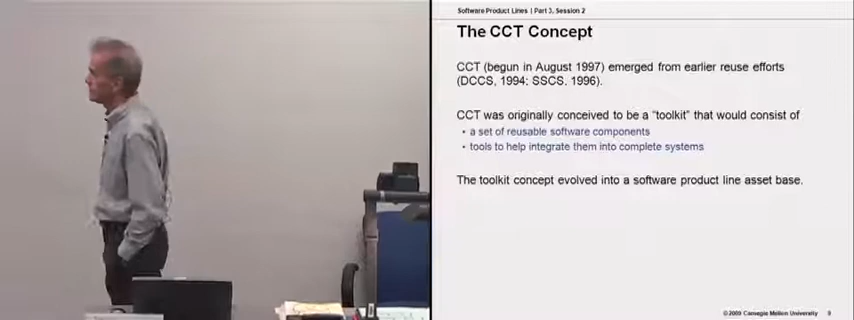 Software Product Lines | Part 3, Session 2
The CCT Concept
CCT (begun in August 1997) emerged from earlier reuse efforts
(DCCS, 1994; SSCS. 1996).
CCT was originally conceived to be a "toolkit" that would consist of
• a set of reusable software components
• tools to help integrate them into complete systems
The toolkit concept evolved into a software product line asset base.
© 2009 Carnegie Mellon University 9